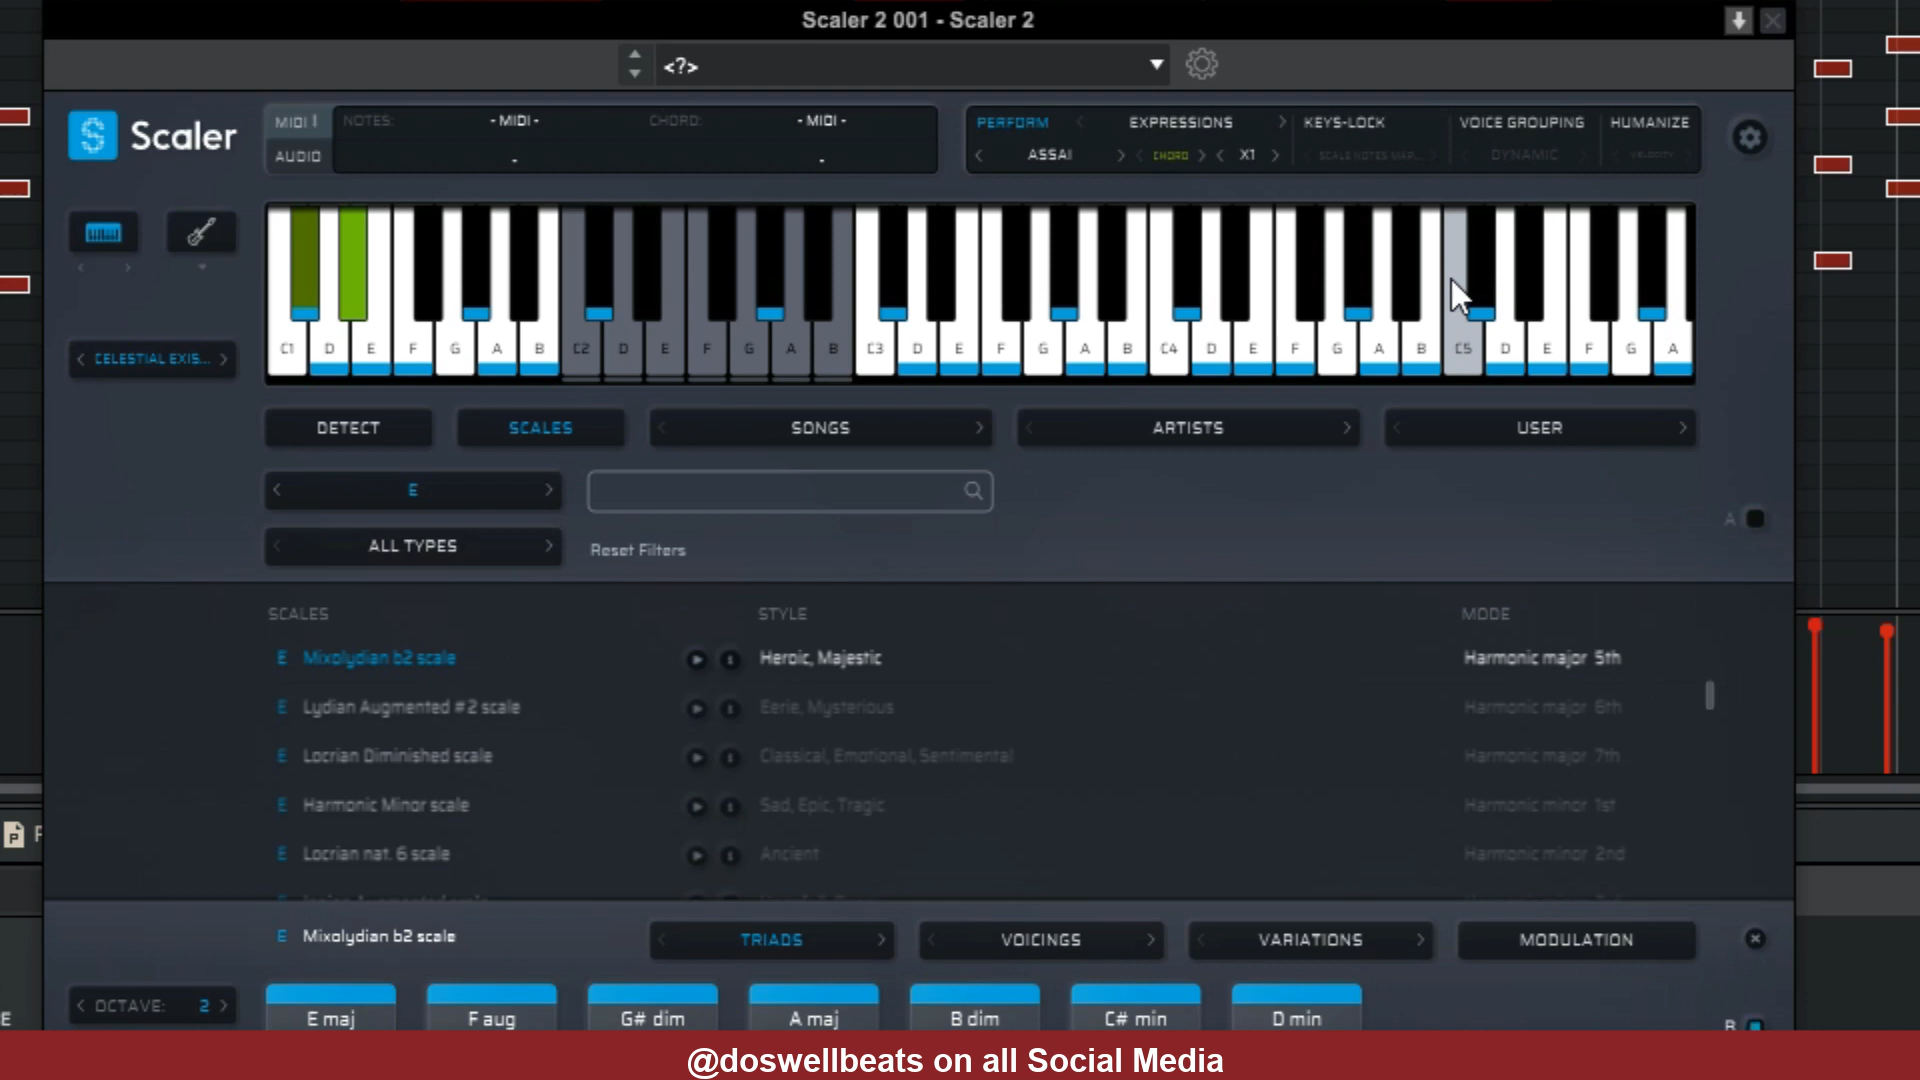 Scaler 2 001 - Scaler 2
<?>
Scaler
MIDI
NOTES:
- MIDI -
CHORD:
- MIDI -
AUDIO
-
-
PERFORM
EXPRESSIONS
KEYS-LOCK
VOICE GROUPING
HUMANIZE
ASSAI
CHORD
X1
SCALE NOTES MAP...
DYNAMIC
VELOCITY
C1 D E F G A B C2 D E F G A B C3 D E F G A B C4 D E F G A B C5 D E F G A
CELESTIAL EXIS...
DETECT
SCALES
SONGS
ARTISTS
USER
E
A
ALL TYPES
Reset Filters
SCALES
STYLE
MODE
E Mixolydian b2 scale
Heroic, Majestic
Harmonic major 5th
E Lydian Augmented #2 scale
Eerie, Mysterious
Harmonic major 6th
E Locrian Diminished scale
Classical, Emotional, Sentimental
Harmonic major 7th
E Harmonic Minor scale
Sad, Epic, Tragic
Harmonic minor 1st
E Locrian nat. 6 scale
Ancient
Harmonic minor 2nd
E Mixolydian b2 scale
TRIADS
VOICINGS
VARIATIONS
MODULATION
OCTAVE: 2
E maj
F aug
G# dim
A maj
B dim
C# min
D min
@doswellbeats on all Social Media